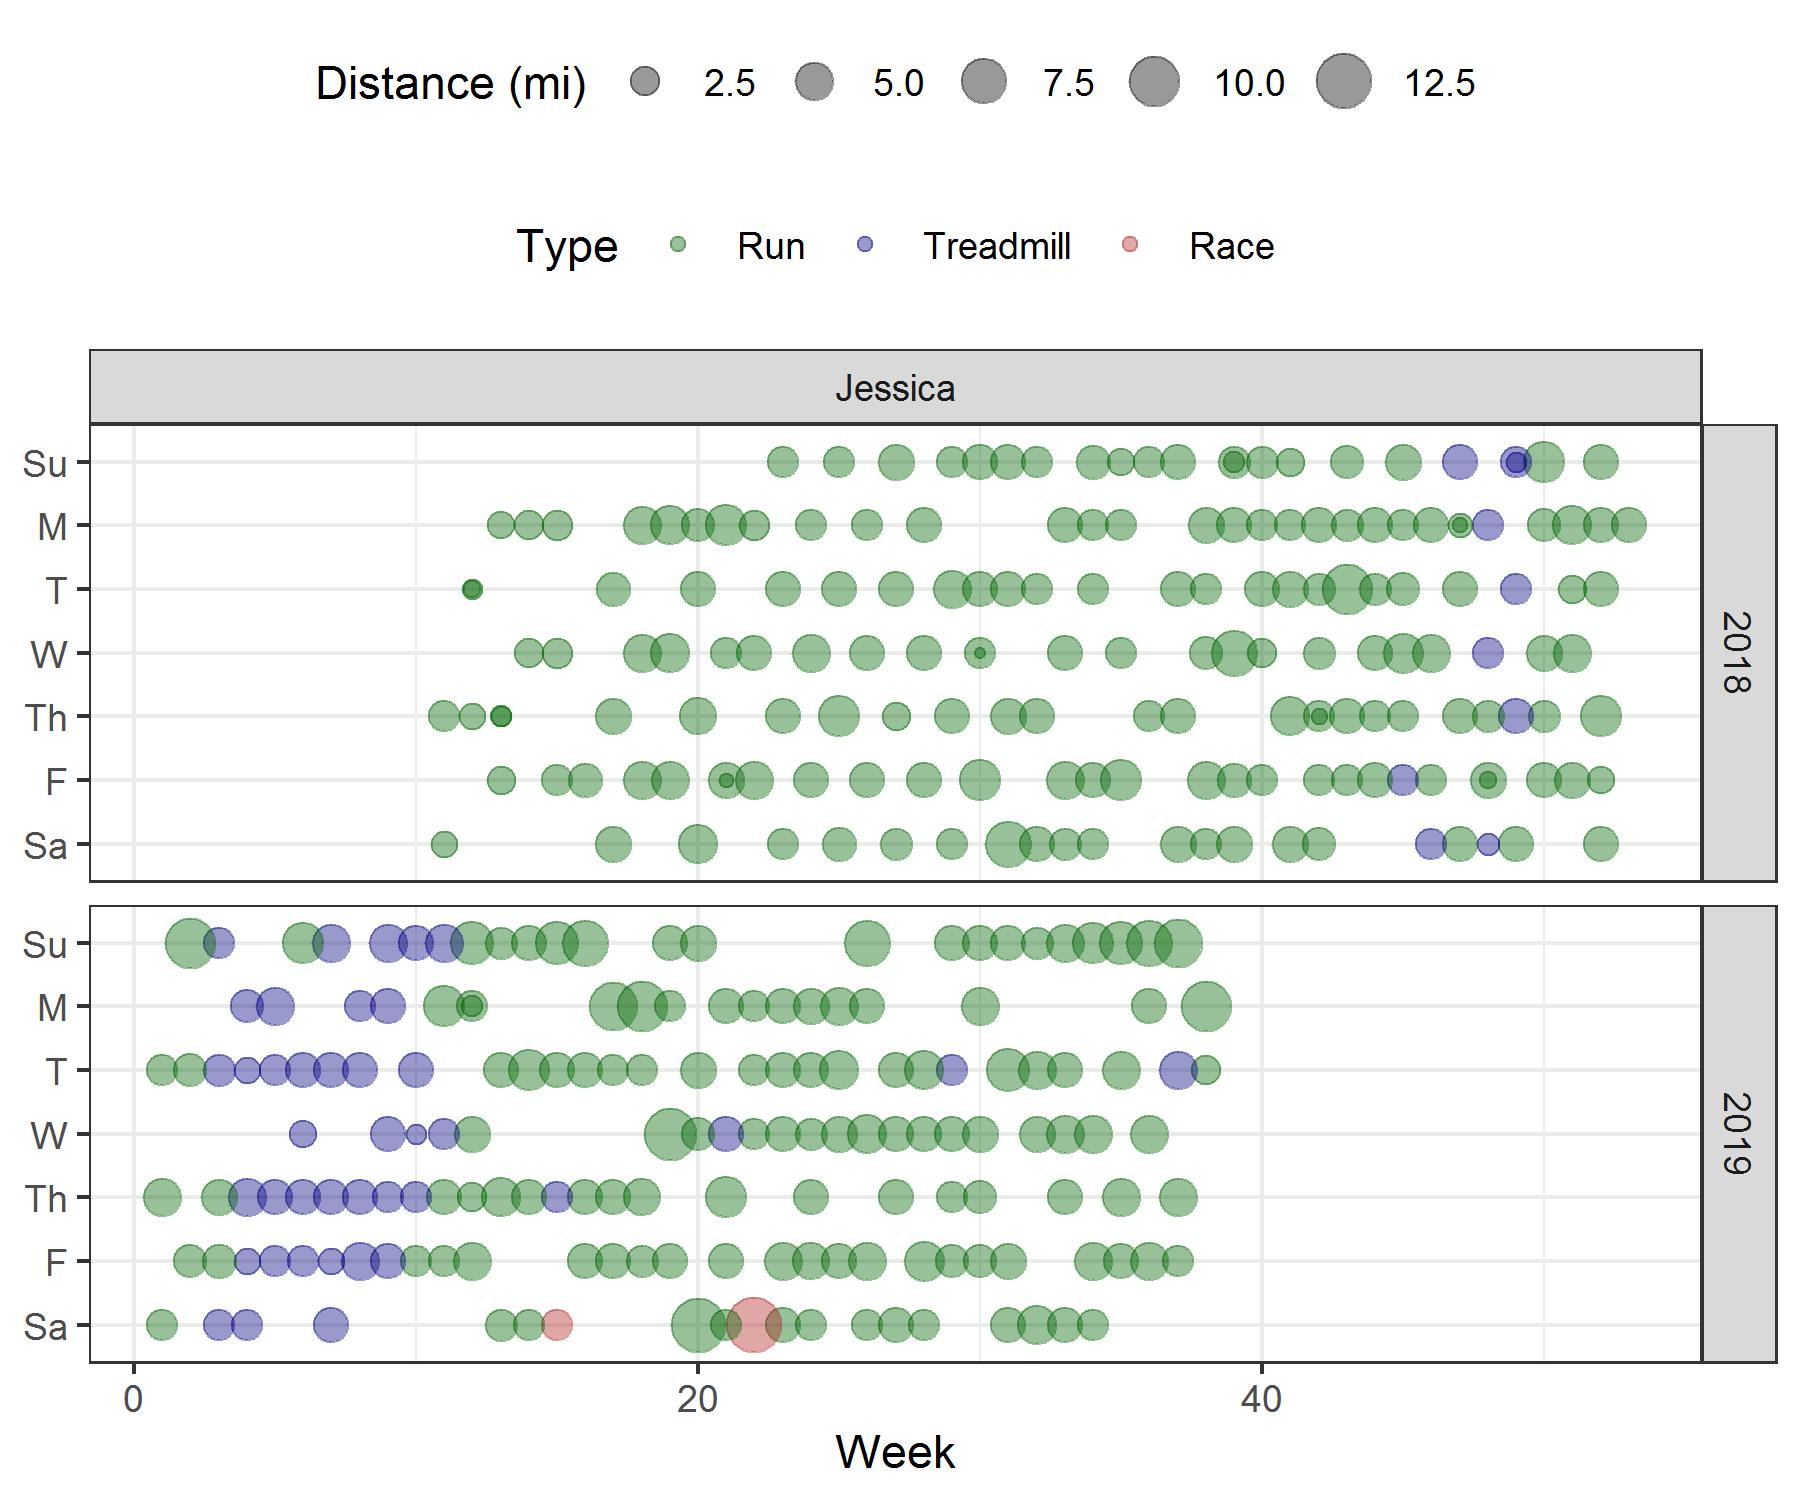 Distance (mi) 2.5 5.0 7.5 10.0 12.5
Type Run Treadmill Race
Jessica
Su
M
T
W
Th
F
Sa
2018
Su
M
T
W
Th
F
Sa
2019
0 20 40
Week